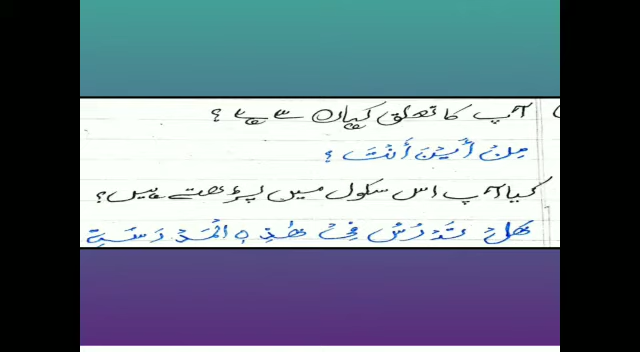 آپ کا تعلق کہاں سے ہے ؟
مِنْ أَيْنَ أَنْتَ ؟
کیا آپ اس سکول میں پڑھتے ہیں؟
هَلْ تَدْرُسُ فِيْ هٰذِهِ الْمَدْرَسَةِ